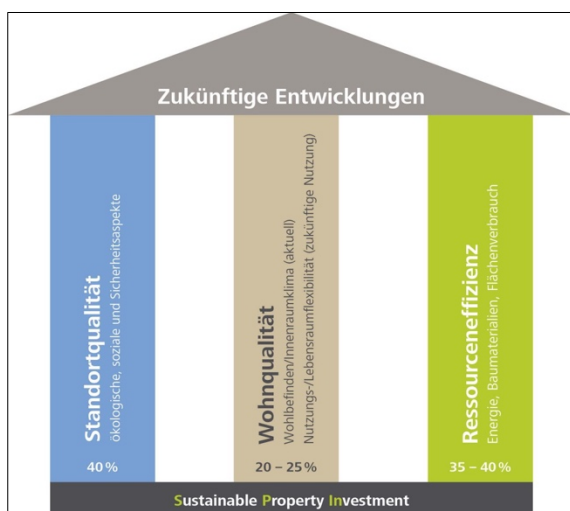 Zukünftige Entwicklungen
Standortqualität
ökologische, soziale und Sicherheitsaspekte
40 %
Wohnqualität
Wohlbefinden/Innenraumklima (aktuell)
Nutzungs-/Lebensraumflexibilität (zukünftige Nutzung)
20 – 25 %
Ressourceneffizienz
Energie, Baumaterialien, Flächenverbrauch
35 – 40 %
Sustainable Property Investment